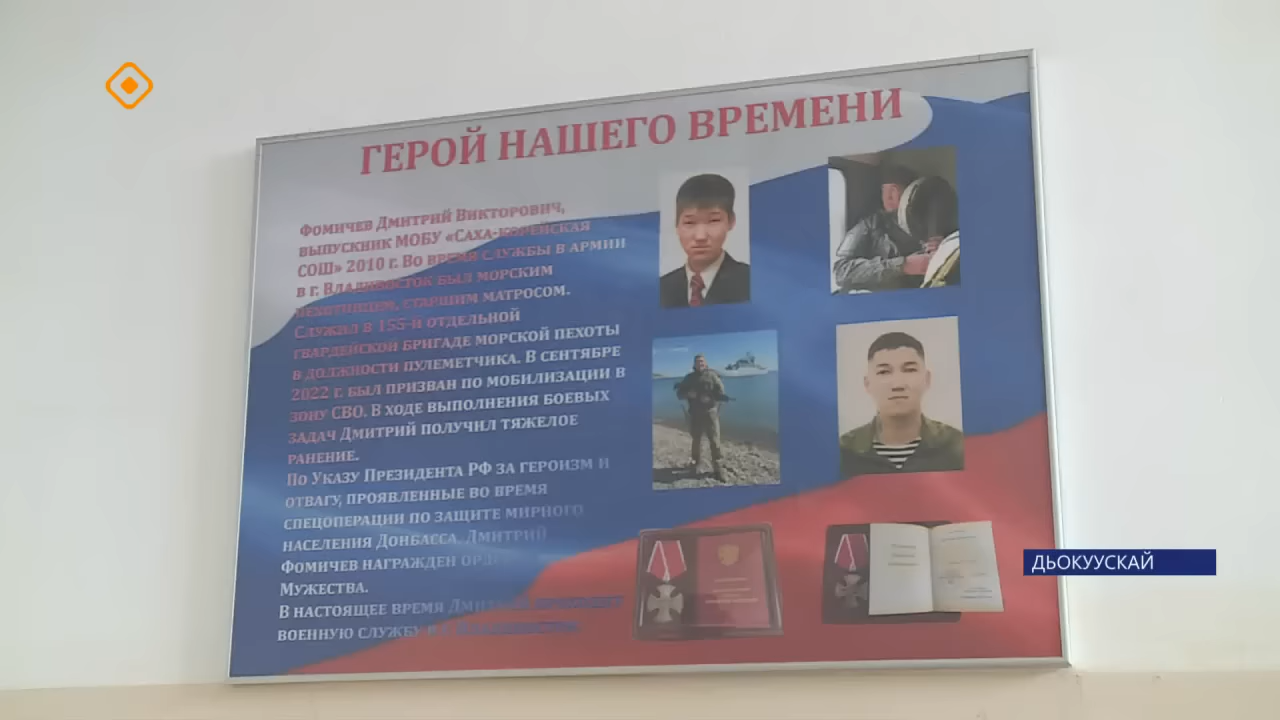 ГЕРОЙ НАШЕГО ВРЕМЕНИ
ФОМИЧЕВ ДМИТРИЙ ВИКТОРОВИЧ,
ВЫПУСКНИК МОБУ «САХА-КОРЕЙСКАЯ
СОШ» 2010 Г. ВО ВРЕМЯ СЛУЖБЫ В АРМИИ
В Г. ВЛАДИВОСТОК БЫЛ МОРСКИМ
ПЕХОТИНЦЕМ, СТАРШИМ МАТРОСОМ.
СЛУЖИЛ В 155-Й ОТДЕЛЬНОЙ
ГВАРДЕЙСКОЙ БРИГАДЕ МОРСКОЙ ПЕХОТЫ
В ДОЛЖНОСТИ ПУЛЕМЕТЧИКА. В СЕНТЯБРЕ
2022 Г. БЫЛ ПРИЗВАН ПО МОБИЛИЗАЦИИ В
ЗОНУ СВО. В ХОДЕ ВЫПОЛНЕНИЯ БОЕВЫХ
ЗАДАЧ ДМИТРИЙ ПОЛУЧИЛ ТЯЖЕЛОЕ
РАНЕНИЕ.
ПО УКАЗУ ПРЕЗИДЕНТА РФ ЗА ГЕРОИЗМ И
ОТВАГУ, ПРОЯВЛЕННЫЕ ВО ВРЕМЯ
СПЕЦОПЕРАЦИИ ПО ЗАЩИТЕ МИРНОГО
НАСЕЛЕНИЯ ДОНБАССА. ДМИТРИЙ
ФОМИЧЕВ НАГРАЖДЕН
МУЖЕСТВА.
В НАСТОЯЩЕЕ ВРЕМЯ ДМИТРИЙ
ВОЕННУЮ СЛУЖБУ В Г. ВЛАДИВОСТОК.
ДЬОКУУСКАЙ